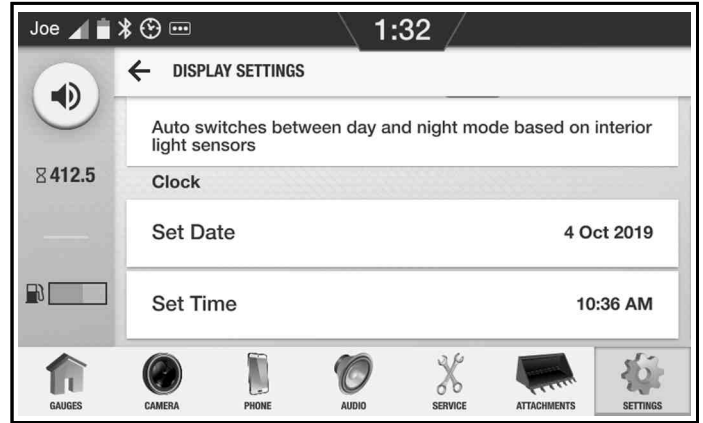 Joe
1:32
DISPLAY SETTINGS
Auto switches between day and night mode based on interior
light sensors
412.5
Clock
Set Date 4 Oct 2019
Set Time 10:36 AM
GAUGES CAMERA PHONE AUDIO SERVICE ATTACHMENTS SETTINGS